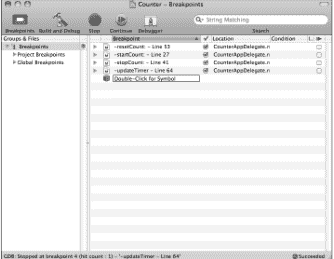 Counter – Breakpoints
String Matching
Breakpoints Build and Debug Stop Continue Debugger Search
Groups & Files
Breakpoint Location Condition
Breakpoints
Project Breakpoints
Global Breakpoints
-resetCount: – Line 33 CounterAppDelegate.n
-startCount: – Line 27 CounterAppDelegate.n
-stopCount – Line 41 CounterAppDelegate.n
-updateTimer – Line 64 CounterAppDelegate.n
Double-Click for Symbol
GDB: Stopped at breakpoint 4 (hit count : 1) – '-updateTimer – Line 64' Succeeded